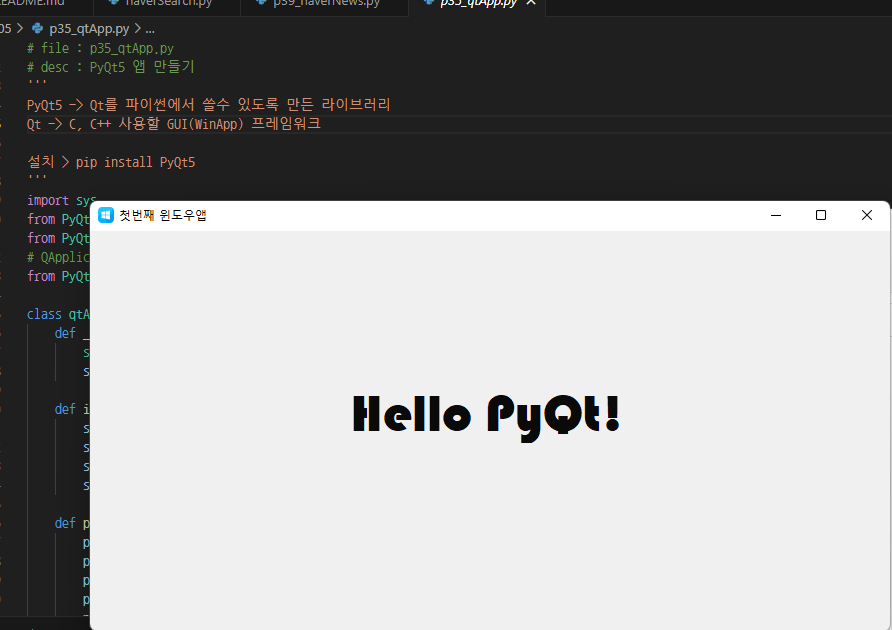 README.md naverSearch.py p39_naverNews.py p35_qtApp.py
05 > p35_qtApp.py > ...
# file : p35_qtApp.py
# desc : PyQt5 앱 만들기
'''
PyQt5 -> Qt를 파이썬에서 쓸수 있도록 만든 라이브러리
Qt -> C, C++ 사용할 GUI(WinApp) 프레임워크
설치 > pip install PyQt5
'''
import sys
from PyQt
from PyQt
# QApplic
from PyQt
class qtA
def _
s
s
def i
s
s
s
s
def p
p
p
p
p
첫번째 윈도우앱
Hello PyQt!